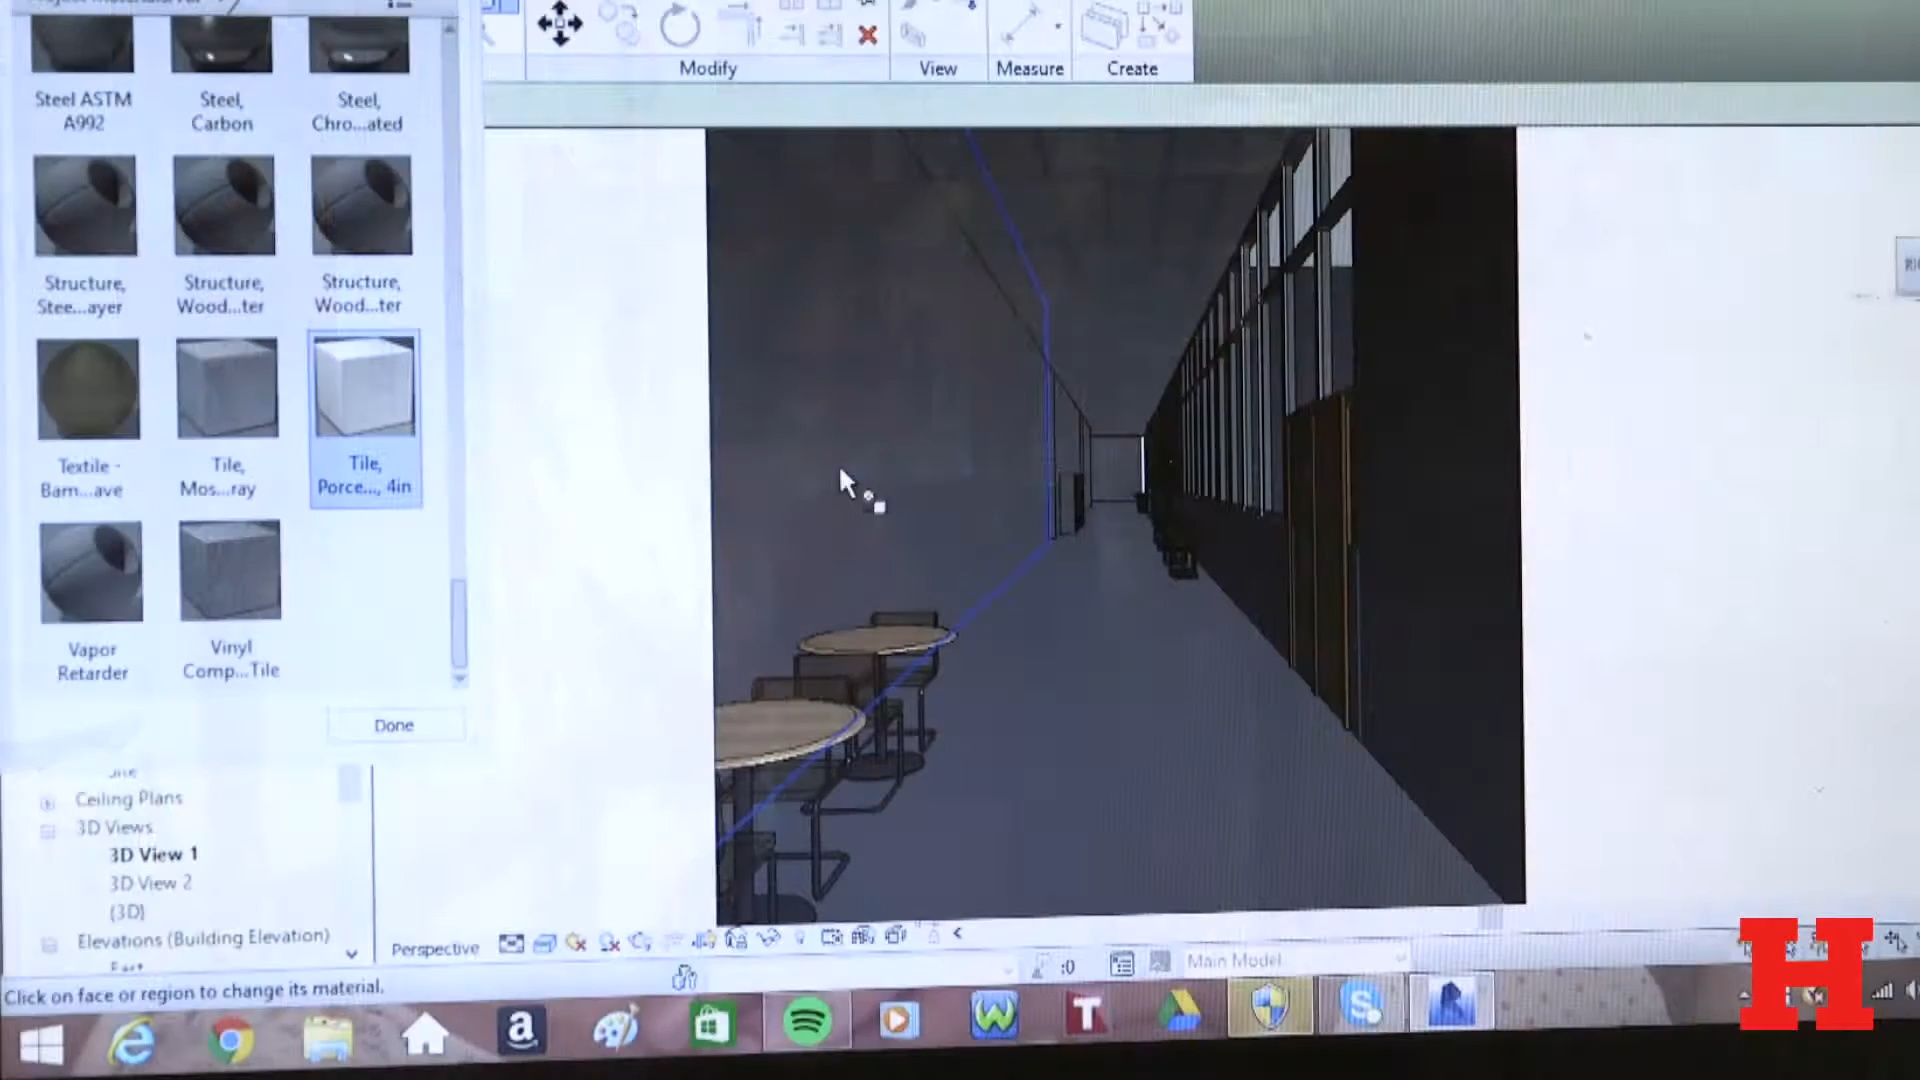 Modify
View
Measure
Create
Steel ASTM
A992
Steel,
Carbon
Steel,
Chro...ated
Structure,
Stee...ayer
Structure,
Wood...ter
Structure,
Wood...ter
Textile -
Barn...ave
Tile,
Mos...ray
Tile,
Porce..., 4in
Vapor
Retarder
Vinyl
Comp...Tile
Done
Ceiling Plans
3D Views
3D View 1
3D View 2
{3D}
Elevations (Building Elevation)
East
Perspective
:0
Main Model
Click on face or region to change its material.
a
W
T
S
R
H